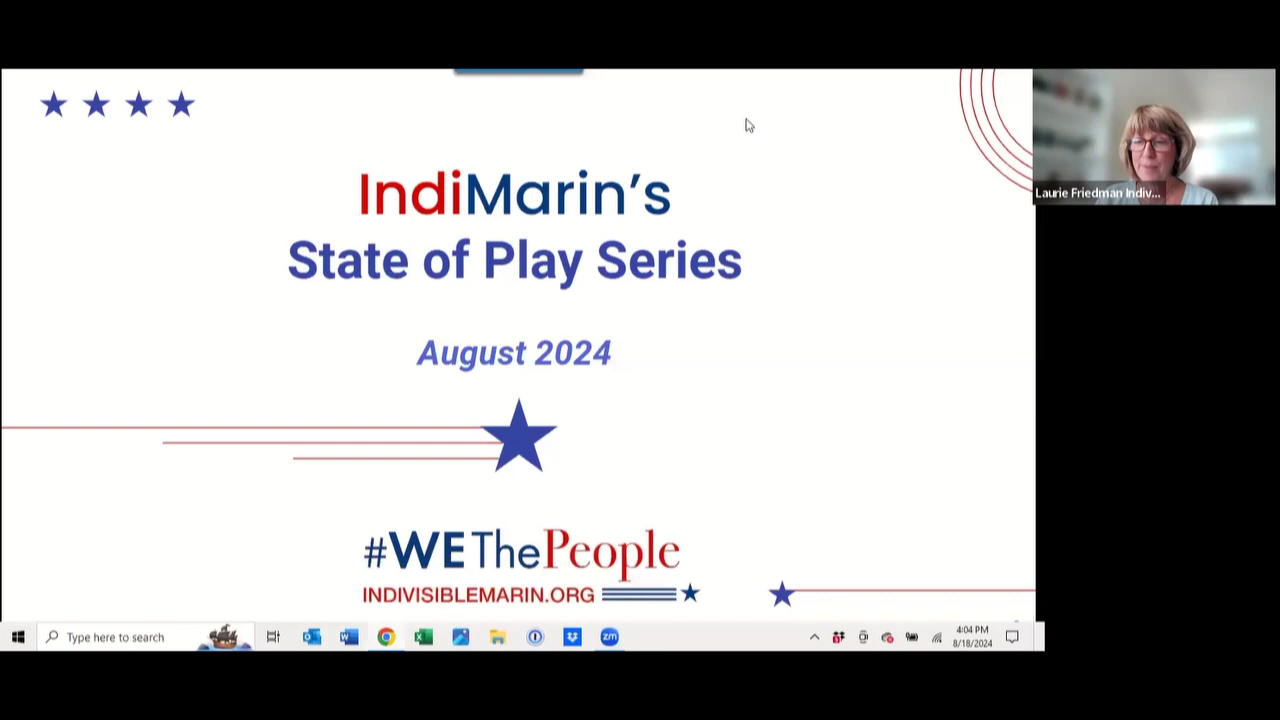 IndiMarin’s
State of Play Series
August 2024
#WEThePeople
INDIVISIBLEMARIN.ORG
Laurie Friedman Indiv...
Type here to search
zm
4:04 PM
8/18/2024